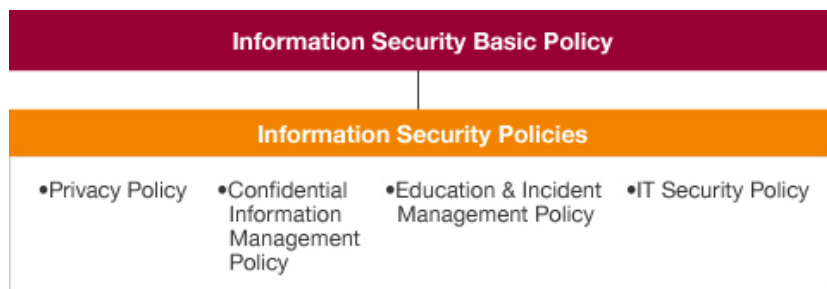 Information Security Basic Policy
Information Security Policies
•Privacy Policy
•Confidential
Information
Management
Policy
•Education & Incident
Management Policy
•IT Security Policy